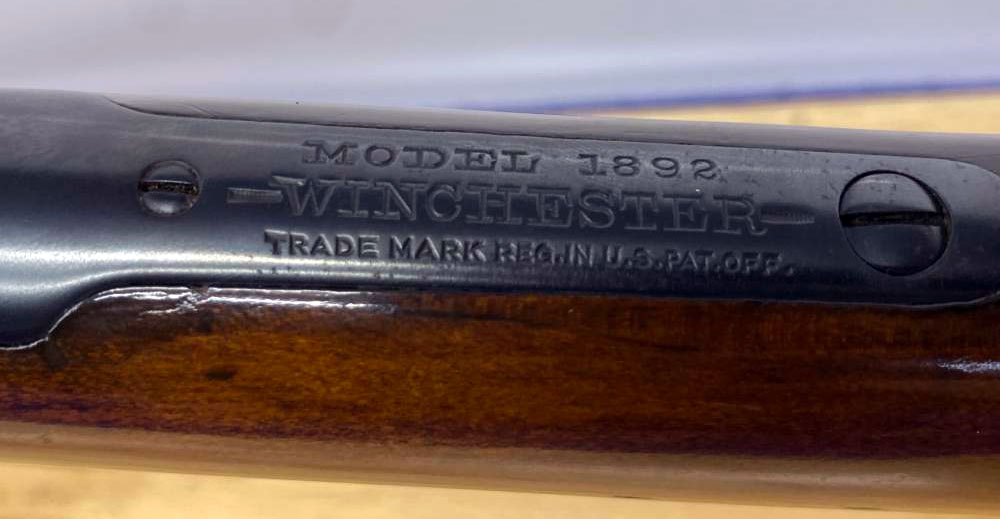 MODEL 1892
WINCHESTER
TRADE MARK REG. IN U.S. PAT. OFF.